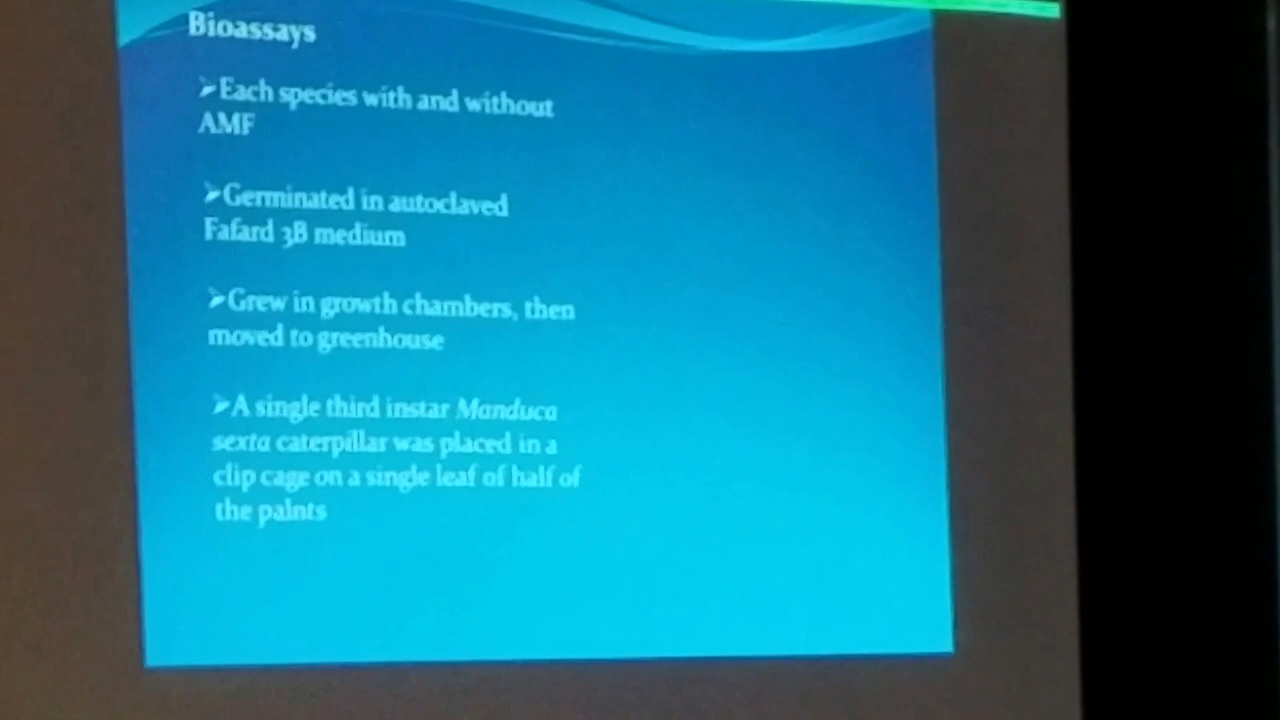 Bioassays
➢Each species with and without
AMF
➢Germinated in autoclaved
Fafard 3B medium
➢Grew in growth chambers, then
moved to greenhouse
➢A single third instar Manduca
sexta caterpillar was placed in a
clip cage on a single leaf of half of
the palnts